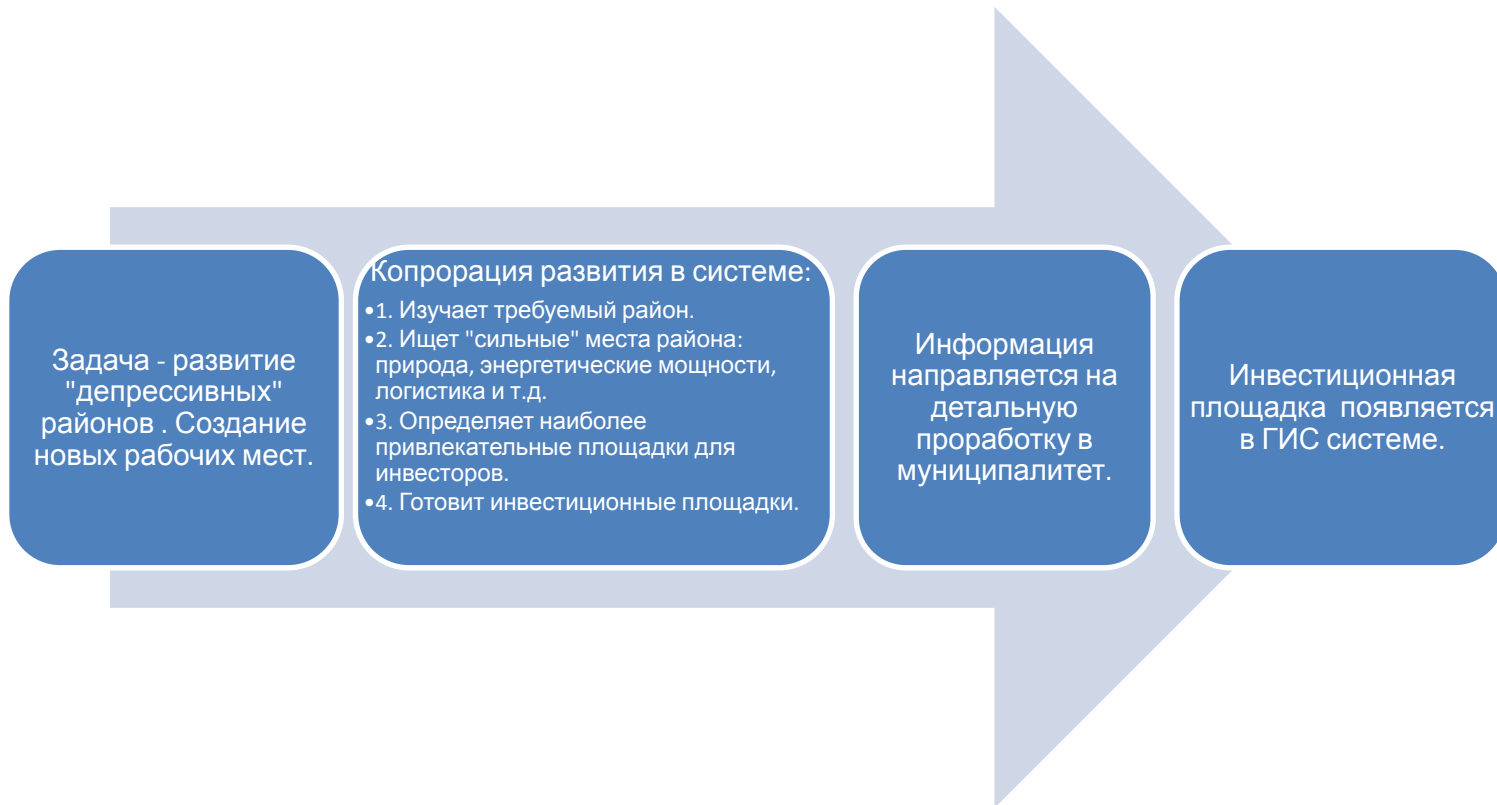 Задача - развитие
"депрессивных"
районов . Создание
новых рабочих мест.
Копрорация развития в системе:
•1. Изучает требуемый район.
•2. Ищет "сильные" места района:
природа, энергетические мощности,
логистика и т.д.
•3. Определяет наиболее
привлекательные площадки для
инвесторов.
•4. Готовит инвестиционные площадки.
Информация
направляется на
детальную
проработку в
муниципалитет.
Инвестиционная
площадка  появляется
в ГИС системе.